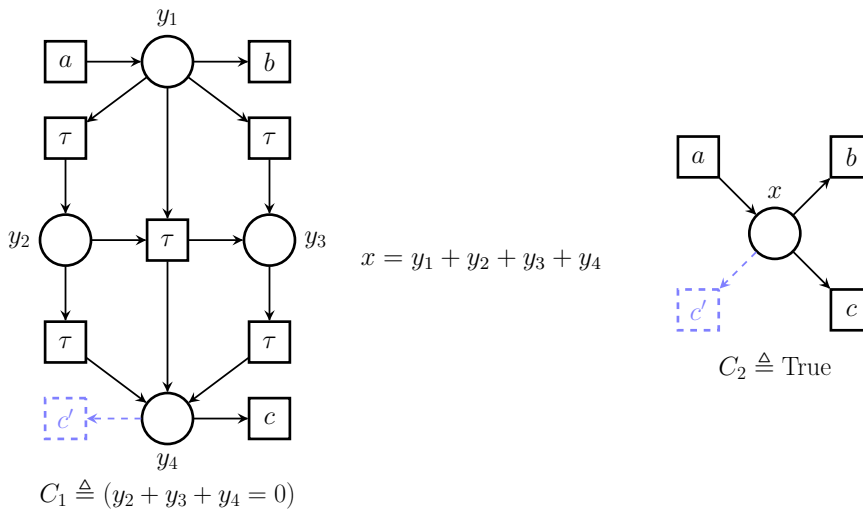 y₁
a
b
τ
τ
y₂
τ
y₃
τ
τ
c′
c
y₄
C₁ ≜ (y₂ + y₃ + y₄ = 0)
x = y₁ + y₂ + y₃ + y₄
a
b
x
c′
c
C₂ ≜ True